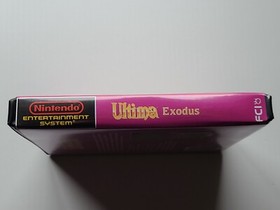 Nintendo
ENTERTAINMENT
SYSTEM
Ultima Exodus
FCI